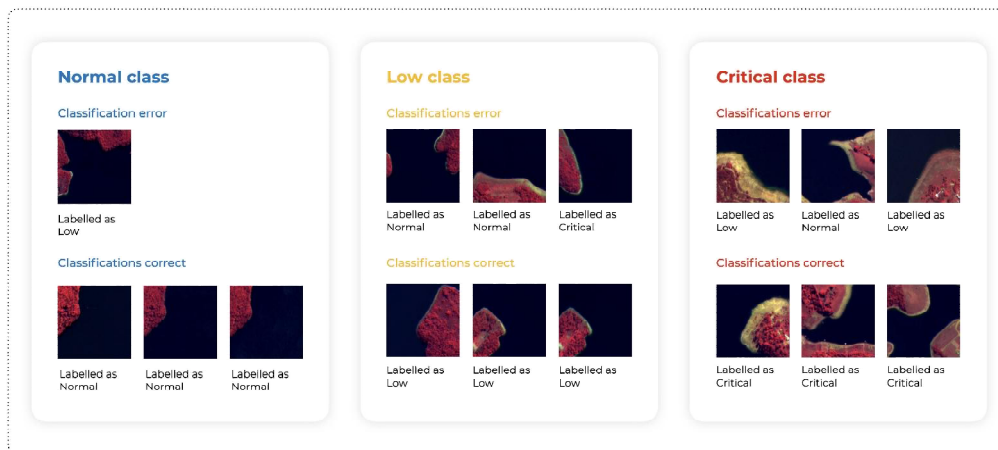 Normal class
Classification error
Labelled as
Low
Classifications correct
Labelled as
Normal
Labelled as
Normal
Labelled as
Normal
Low class
Classifications error
Labelled as
Normal
Labelled as
Normal
Labelled as
Critical
Classifications correct
Labelled as
Low
Labelled as
Low
Labelled as
Low
Critical class
Classifications error
Labelled as
Low
Labelled as
Normal
Labelled as
Low
Classifications correct
Labelled as
Critical
Labelled as
Critical
Labelled as
Critical